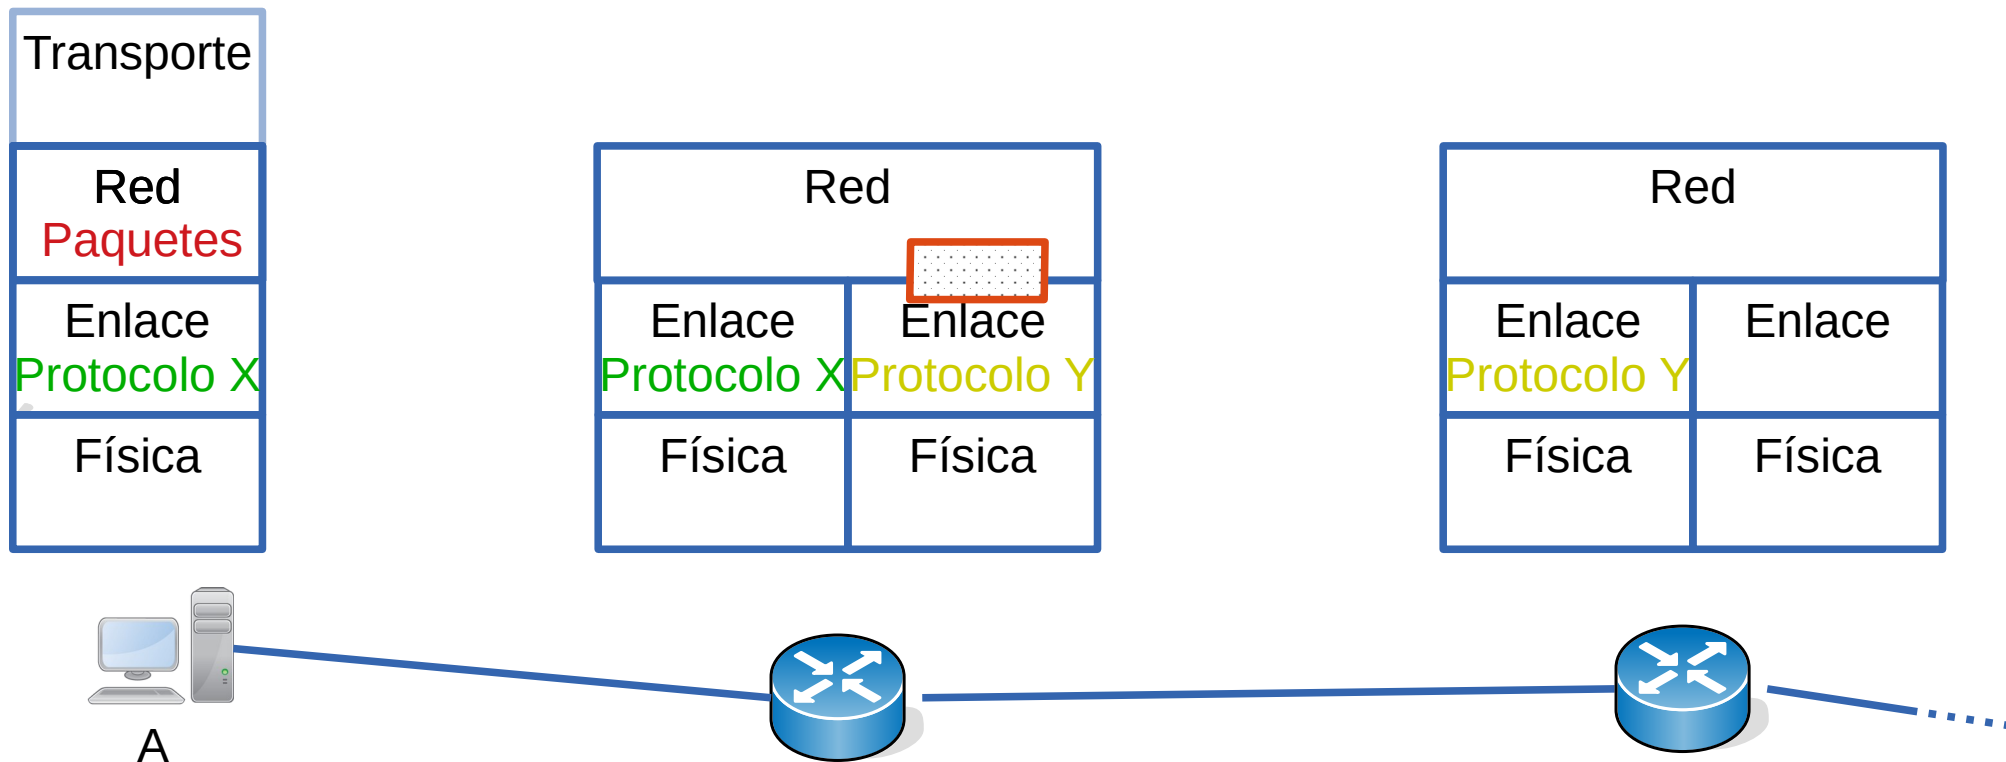 Transporte
Red
Paquetes
Enlace
Protocolo X
Física
Red
Enlace
Protocolo X
Enlace
Protocolo Y
Física
Física
Red
Enlace
Protocolo Y
Enlace
Física
Física
A